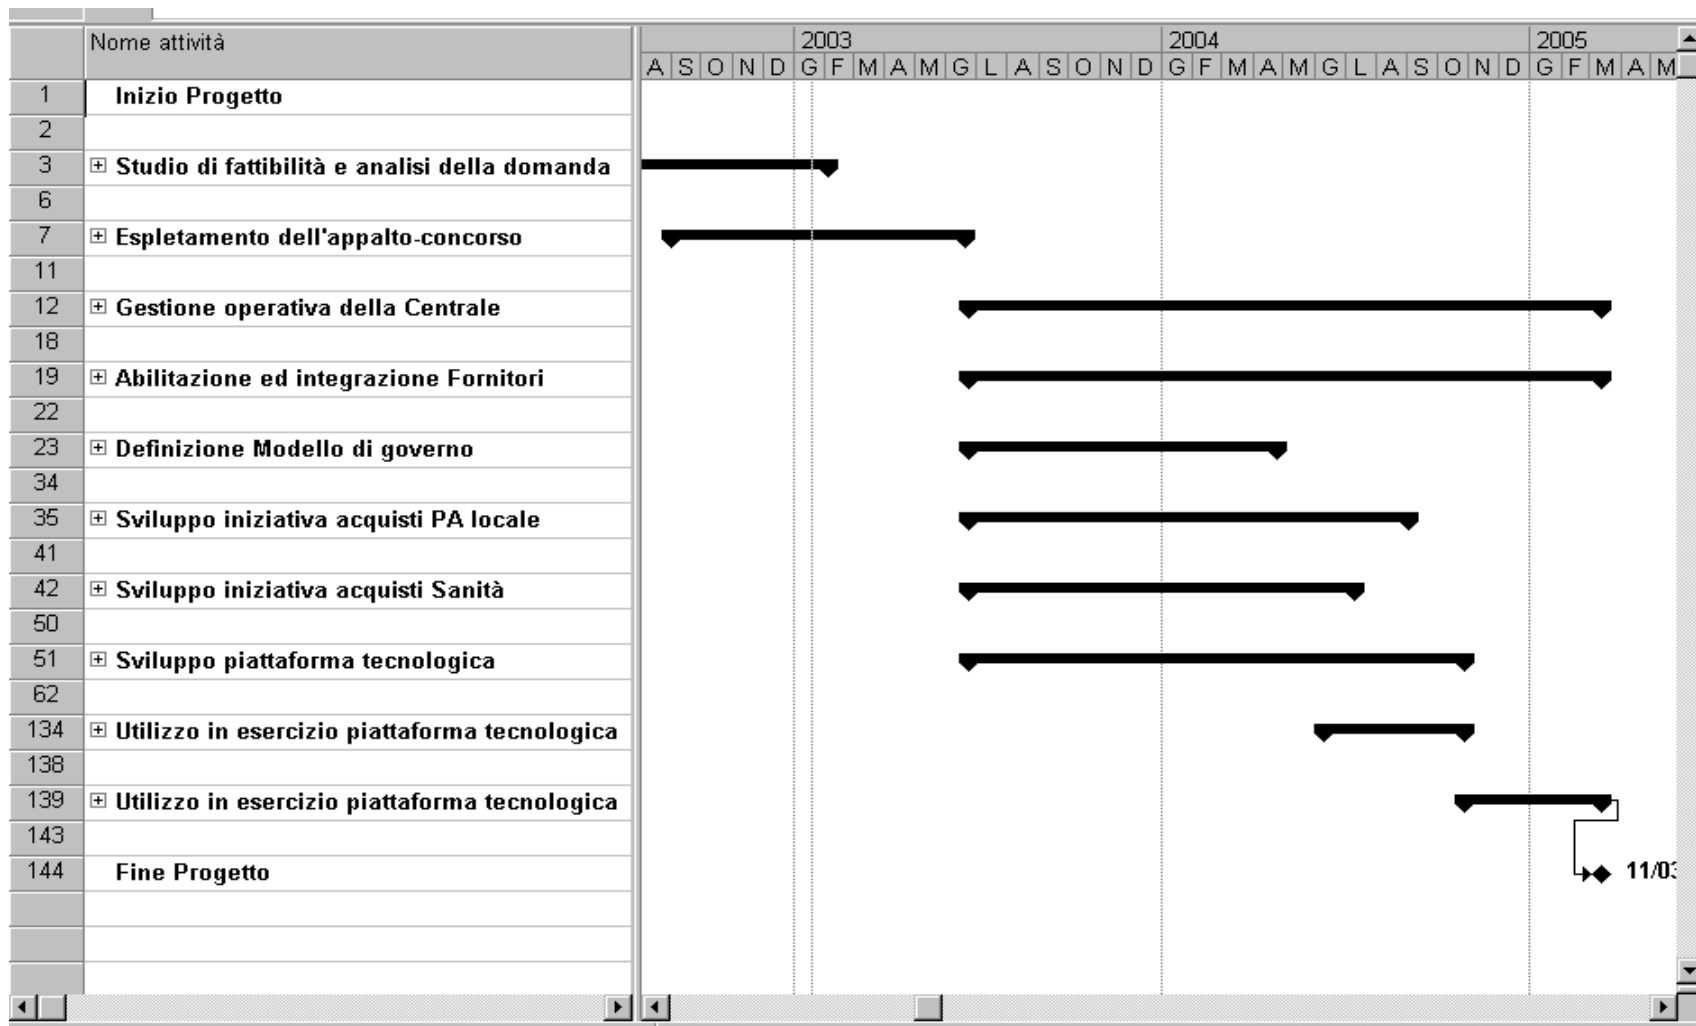 Nome attività
2003 2004 2005
A S O N D G F M A M G L A S O N D G F M A M G L A S O N D G F M A M
1 Inizio Progetto
2
3 Studio di fattibilità e analisi della domanda
6
7 Espletamento dell'appalto-concorso
11
12 Gestione operativa della Centrale
18
19 Abilitazione ed integrazione Fornitori
22
23 Definizione Modello di governo
34
35 Sviluppo iniziativa acquisti PA locale
41
42 Sviluppo iniziativa acquisti Sanità
50
51 Sviluppo piattaforma tecnologica
62
134 Utilizzo in esercizio piattaforma tecnologica
138
139 Utilizzo in esercizio piattaforma tecnologica
143
144 Fine Progetto 11/03